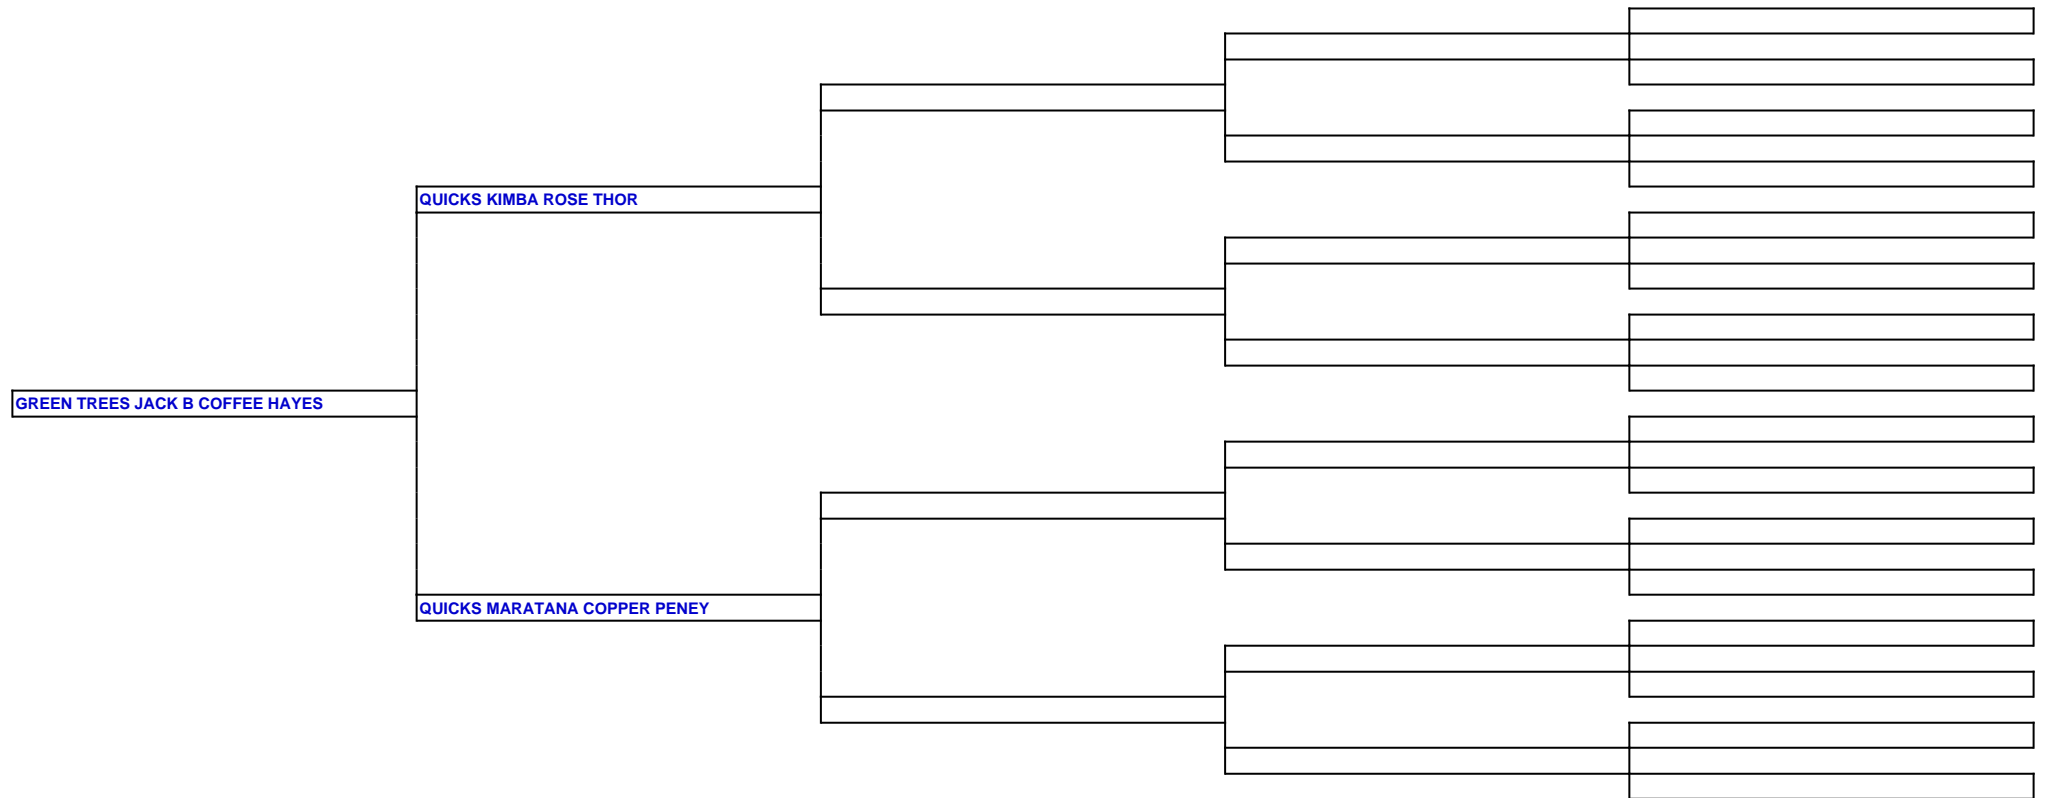 QUICKS KIMBA ROSE THOR
GREEN TREES JACK B COFFEE HAYES
QUICKS MARATANA COPPER PENEY